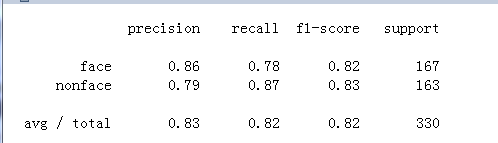 precision recall f1-score support
face 0.86 0.78 0.82 167
nonface 0.79 0.87 0.83 163
avg / total 0.83 0.82 0.82 330